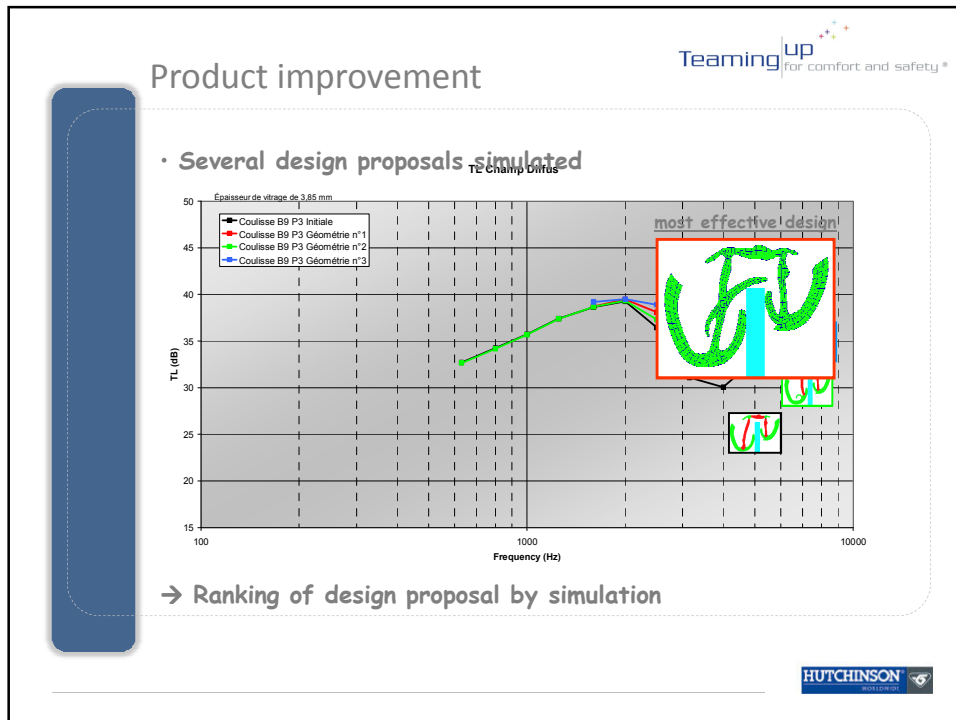 Teaming up
for comfort and safety ®
Product improvement
• Several design proposals simulated
TL Champ Diffus
Épaisseur de vitrage de 3,85 mm
50
45
40
35
30
25
20
15
TL (dB)
Coulisse B9 P3 Initiale
Coulisse B9 P3 Géométrie n°1
Coulisse B9 P3 Géométrie n°2
Coulisse B9 P3 Géométrie n°3
most effective design
100
1000
10000
Frequency (Hz)
→ Ranking of design proposal by simulation
HUTCHINSON®
WORLDWIDE